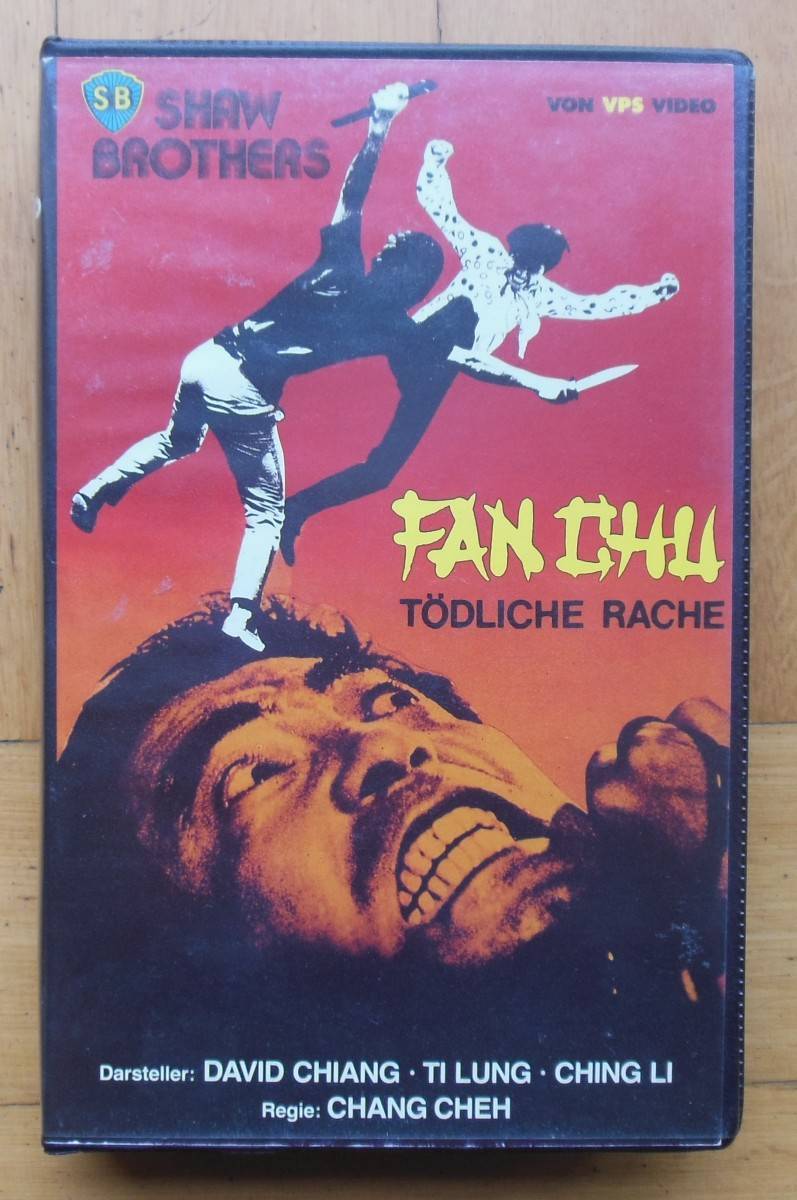 SB SHAW
BROTHERS
VON VPS VIDEO
FAN CHU
TÖDLICHE RACHE
Darsteller: DAVID CHIANG · TI LUNG · CHING LI
Regie: CHANG CHEH